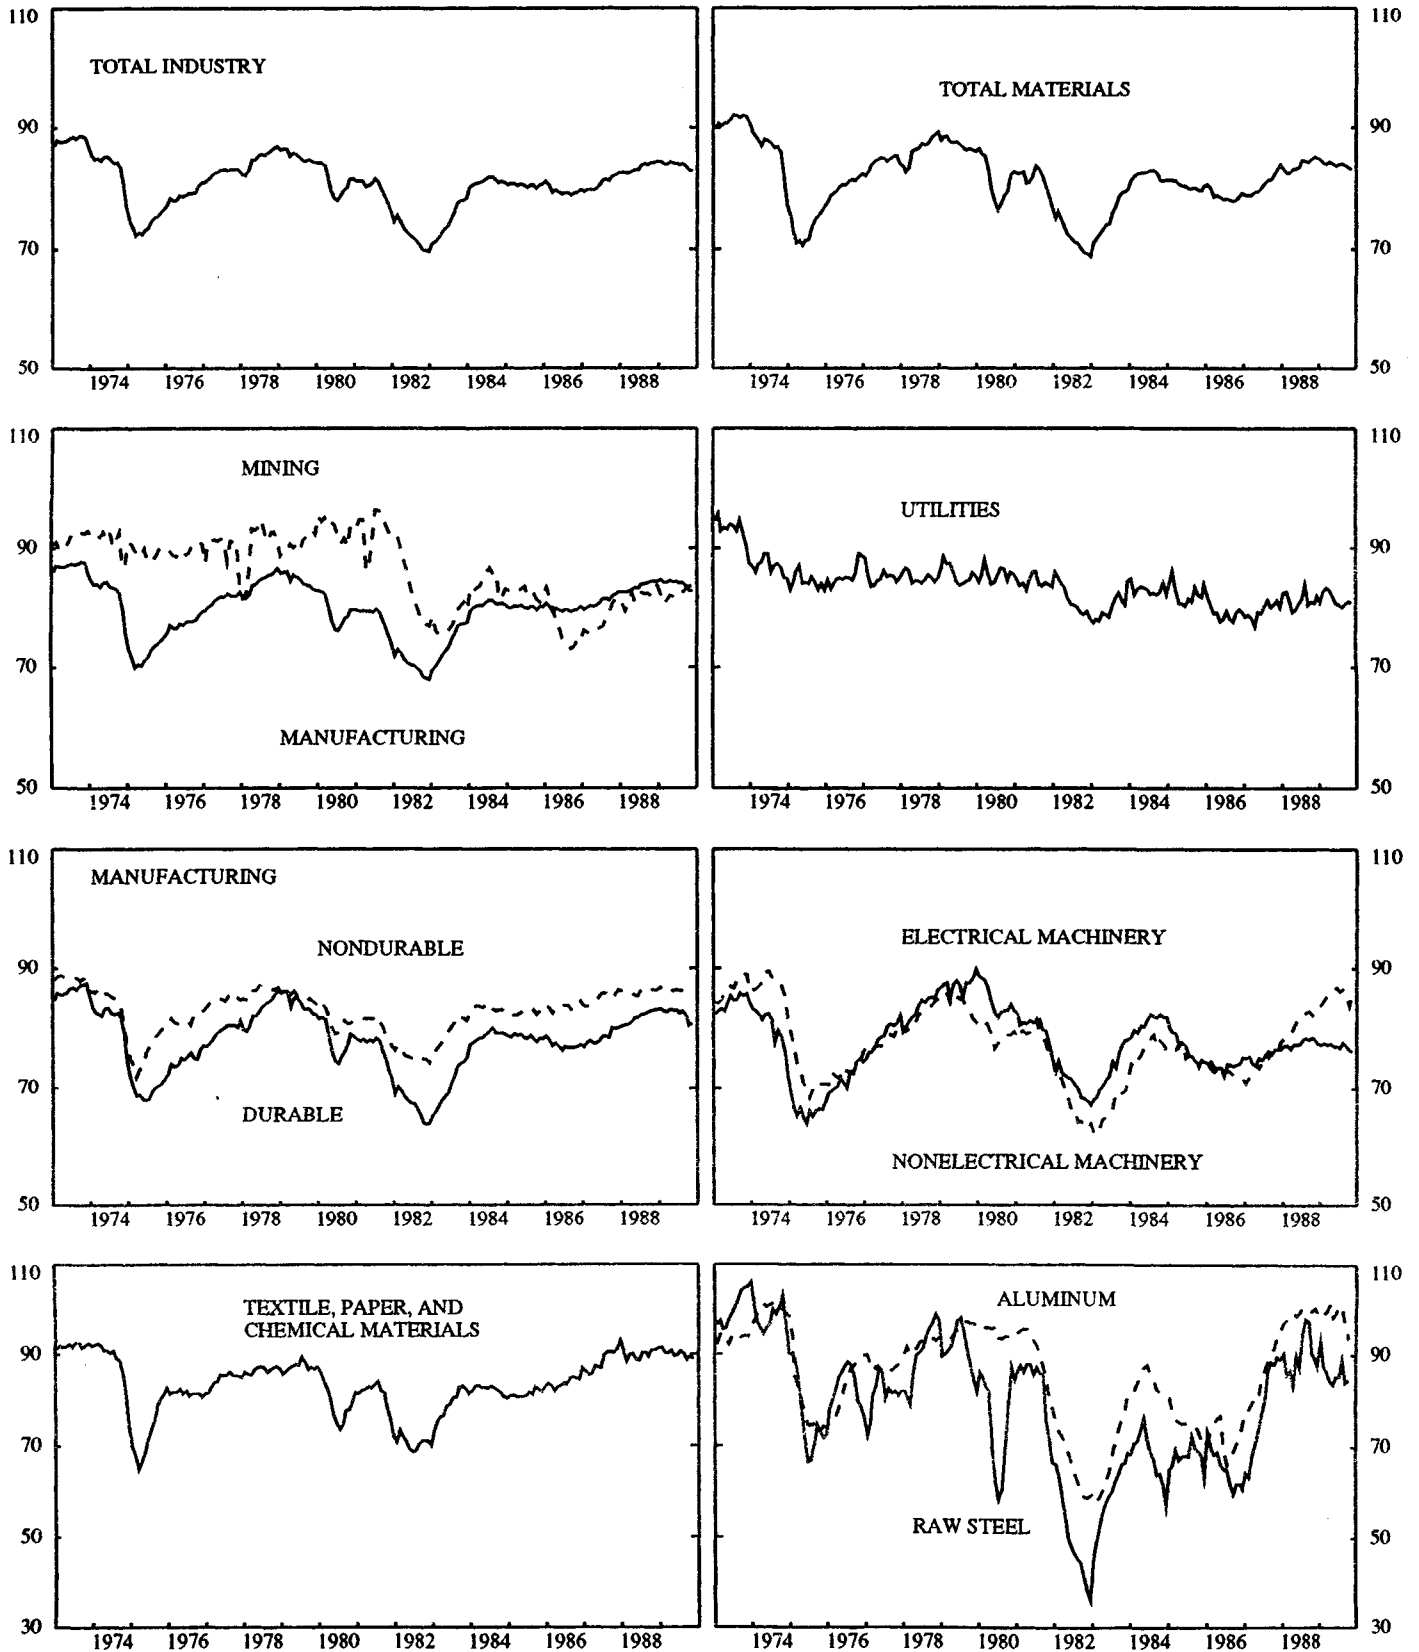 110
TOTAL INDUSTRY
90
70
50
1974 1976 1978 1980 1982 1984 1986 1988
110
TOTAL MATERIALS
90
70
50
1974 1976 1978 1980 1982 1984 1986 1988
110
MINING
90
70
MANUFACTURING
50
1974 1976 1978 1980 1982 1984 1986 1988
110
UTILITIES
90
70
50
1974 1976 1978 1980 1982 1984 1986 1988
110
MANUFACTURING
NONDURABLE
90
70
DURABLE
50
1974 1976 1978 1980 1982 1984 1986 1988
110
ELECTRICAL MACHINERY
90
70
NONELECTRICAL MACHINERY
50
1974 1976 1978 1980 1982 1984 1986 1988
110
TEXTILE, PAPER, AND
CHEMICAL MATERIALS
90
70
50
30
1974 1976 1978 1980 1982 1984 1986 1988
110
ALUMINUM
90
70
RAW STEEL
50
30
1974 1976 1978 1980 1982 1984 1986 1988